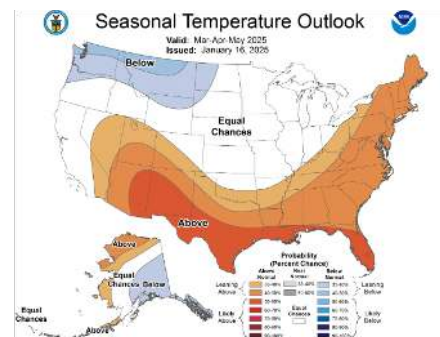 Seasonal Temperature Outlook
Valid: Mar-Apr-May 2025
Issued: January 16, 2025
Below
Equal
Chances
Above
Above
Equal
Chances
Below
Equal
Chances
Above
Probability
(Percent Chance)
Above
Normal
Near
Normal
Below
Normal
Leaning
Above
Likely
Above
Equal
Chances
Leaning
Below
Likely
Below